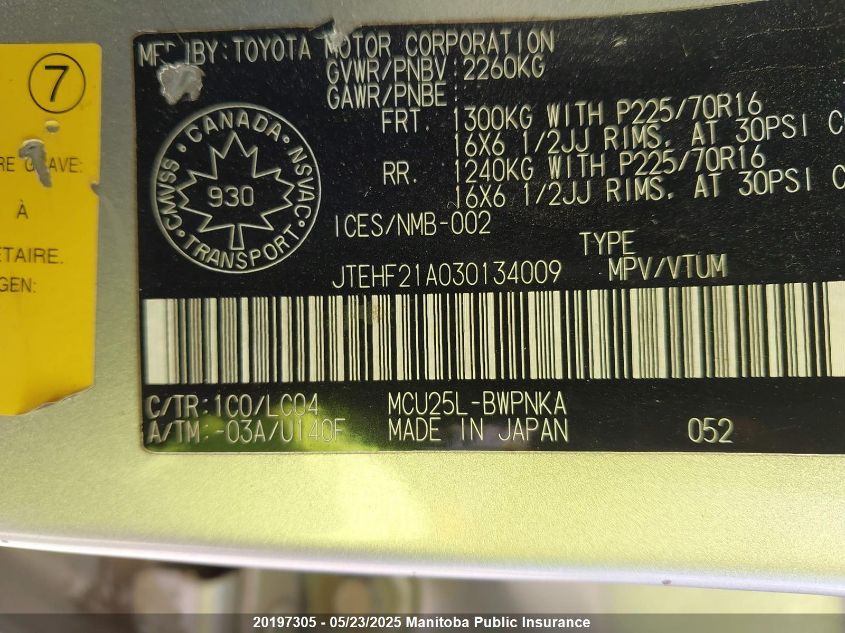 7
À
BY: TOYOTA MOTOR CORPORATION
GVWR/PNBV 2260KG
GAWR/PNBE
FRT. 1300KG WITH P225/70R16
16X6 1/2JJ RIMS. AT 30PSI
RR. 1240KG WITH P225/70R16
16X6 1/2JJ RIMS. AT 30PSI
CANADA
CMVSS NSVAC
930
TRANSPORT
ICES/NMB-002
TYPE
JTEHF21A030134009 MPV/VTUM
C/TR: 1C0/LC04 MCU25L-BWPNKA
A/TM: -03A/U140F MADE IN JAPAN 052
20197305 - 05/23/2025 Manitoba Public Insurance